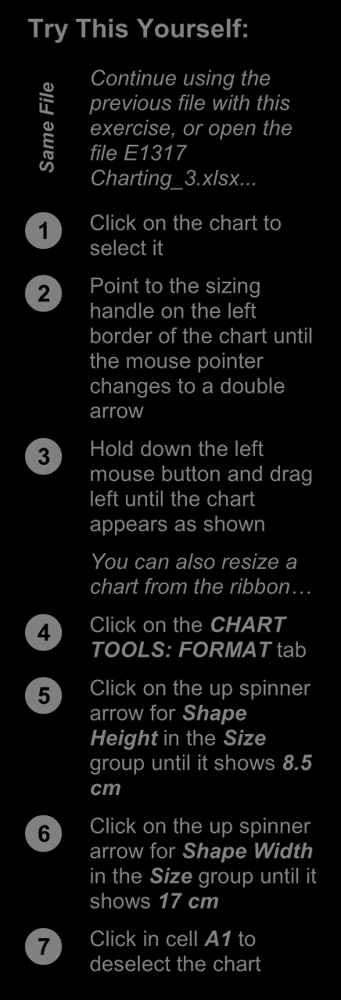 Try This Yourself:
Same File
Continue using the
previous file with this
exercise, or open the
file E1317
Charting_3.xlsx...
1 Click on the chart to
select it
2 Point to the sizing
handle on the left
border of the chart until
the mouse pointer
changes to a double
arrow
3 Hold down the left
mouse button and drag
left until the chart
appears as shown
You can also resize a
chart from the ribbon…
4 Click on the CHART
TOOLS: FORMAT tab
5 Click on the up spinner
arrow for Shape
Height in the Size
group until it shows 8.5
cm
6 Click on the up spinner
arrow for Shape Width
in the Size group until it
shows 17 cm
7 Click in cell A1 to
deselect the chart